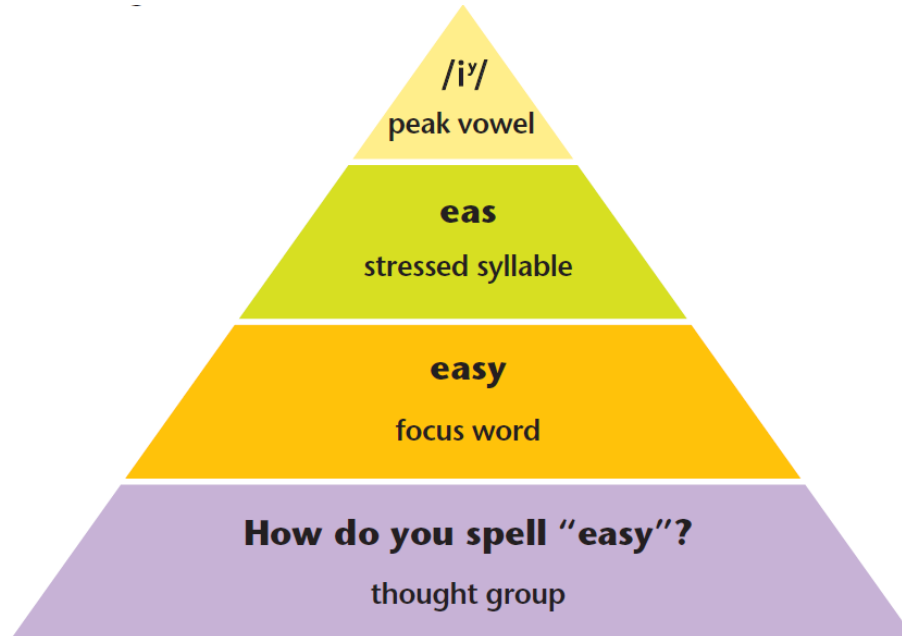 /iʸ/
peak vowel
eas
stressed syllable
easy
focus word
How do you spell “easy”?
thought group